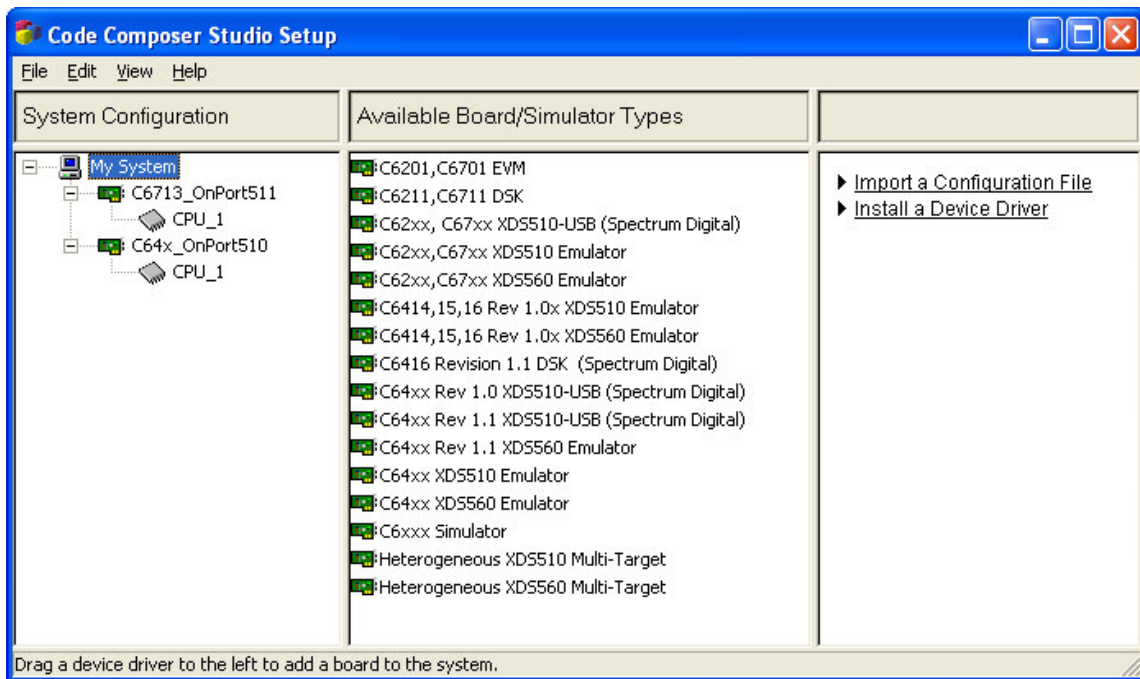 Code Composer Studio Setup
File Edit View Help
System Configuration
Available Board/Simulator Types
My System
C6713_OnPort511
CPU_1
C64x_OnPort510
CPU_1
C6201,C6701 EVM
C6211,C6711 DSK
C62xx, C67xx XDS510-USB (Spectrum Digital)
C62xx,C67xx XDS510 Emulator
C62xx,C67xx XDS560 Emulator
C6414,15,16 Rev 1.0x XDS510 Emulator
C6414,15,16 Rev 1.0x XDS560 Emulator
C6416 Revision 1.1 DSK (Spectrum Digital)
C64xx Rev 1.0 XDS510-USB (Spectrum Digital)
C64xx Rev 1.1 XDS510-USB (Spectrum Digital)
C64xx Rev 1.1 XDS560 Emulator
C64xx XDS510 Emulator
C64xx XDS560 Emulator
C6xxx Simulator
Heterogeneous XDS510 Multi-Target
Heterogeneous XDS560 Multi-Target
Import a Configuration File
Install a Device Driver
Drag a device driver to the left to add a board to the system.